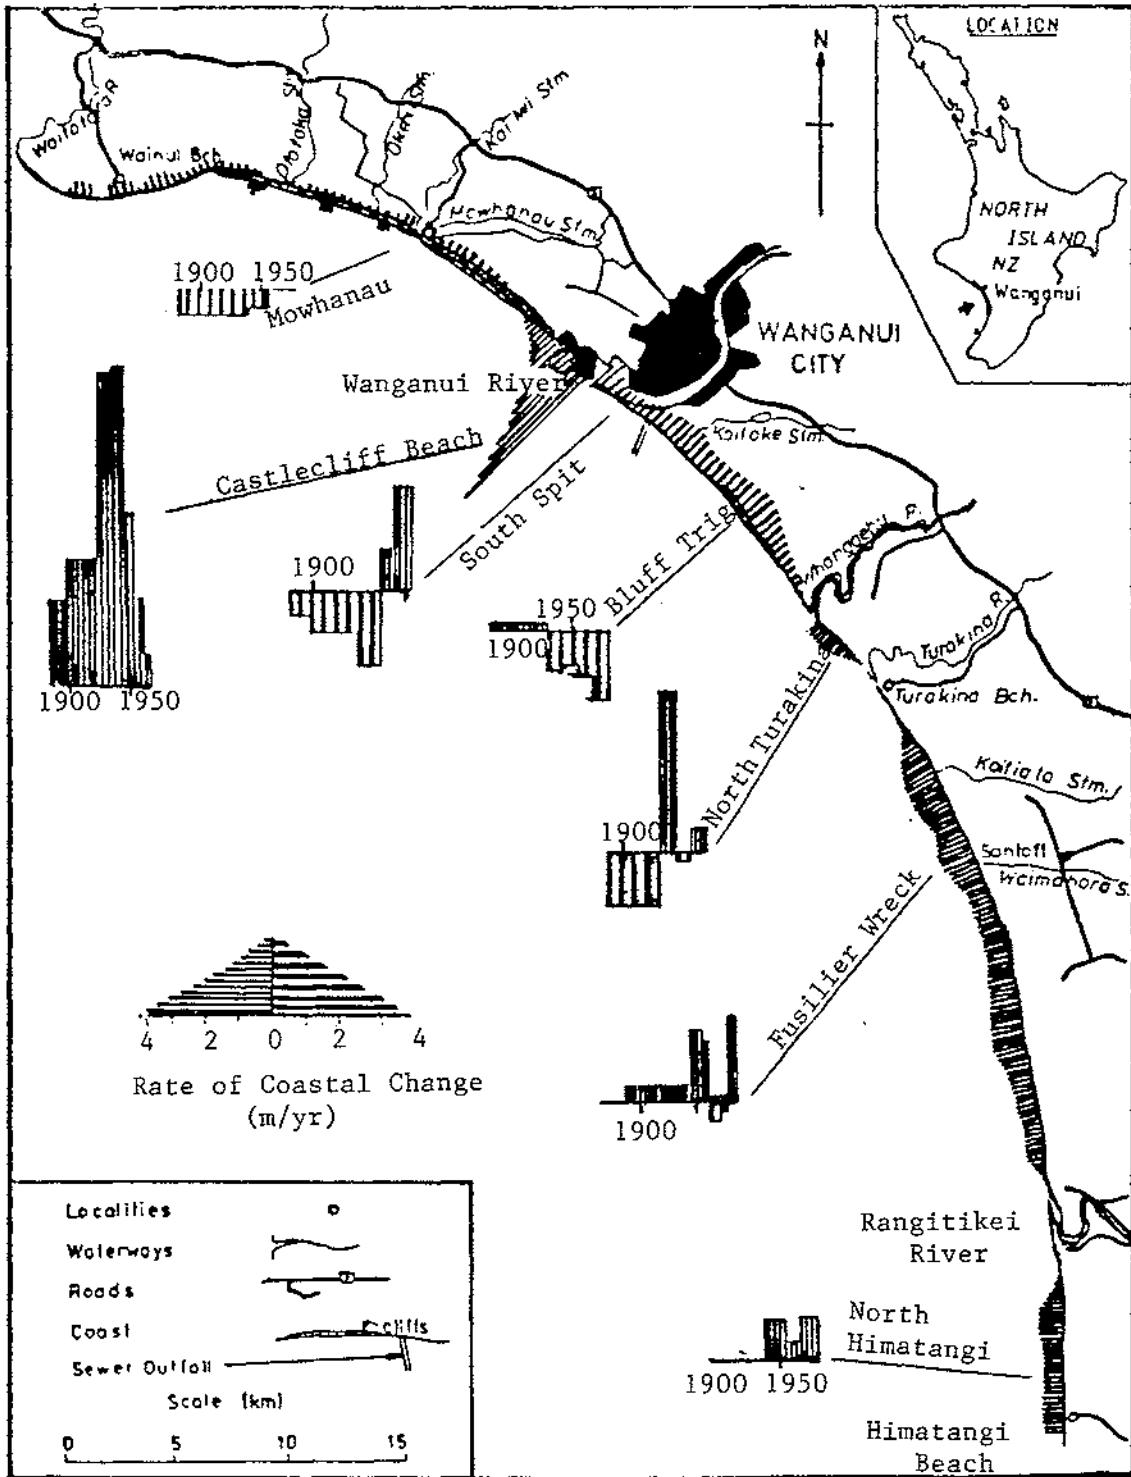 LOCATION
N
Waitotara R
Wainui Bch.
Ototoka St.
Okehu Stm.
Kai Iwi Stm
Mowhanau Stm.
NORTH
ISLAND
NZ
Wanganui
1900 1950
Mowhanau
WANGANUI
CITY
Wanganui River
Castlecliff Beach
South Spit
Kaitoke Stm.
Bluff Trig
R.
1900
1950
1900
1900 1950
North Turakina
Turakina R.
Turakina Bch.
Kaitiata Stm.
1900
Santoft
Waimahora S.
Fusilier Wreck
4 2 0 2 4
Rate of Coastal Change
(m/yr)
1900
Localities
Waterways
Roads
Coast
cliffs
Sewer Outfall
Scale (km)
0 5 10 15
Rangitikei
River
North
Himatangi
1900 1950
Himatangi
Beach